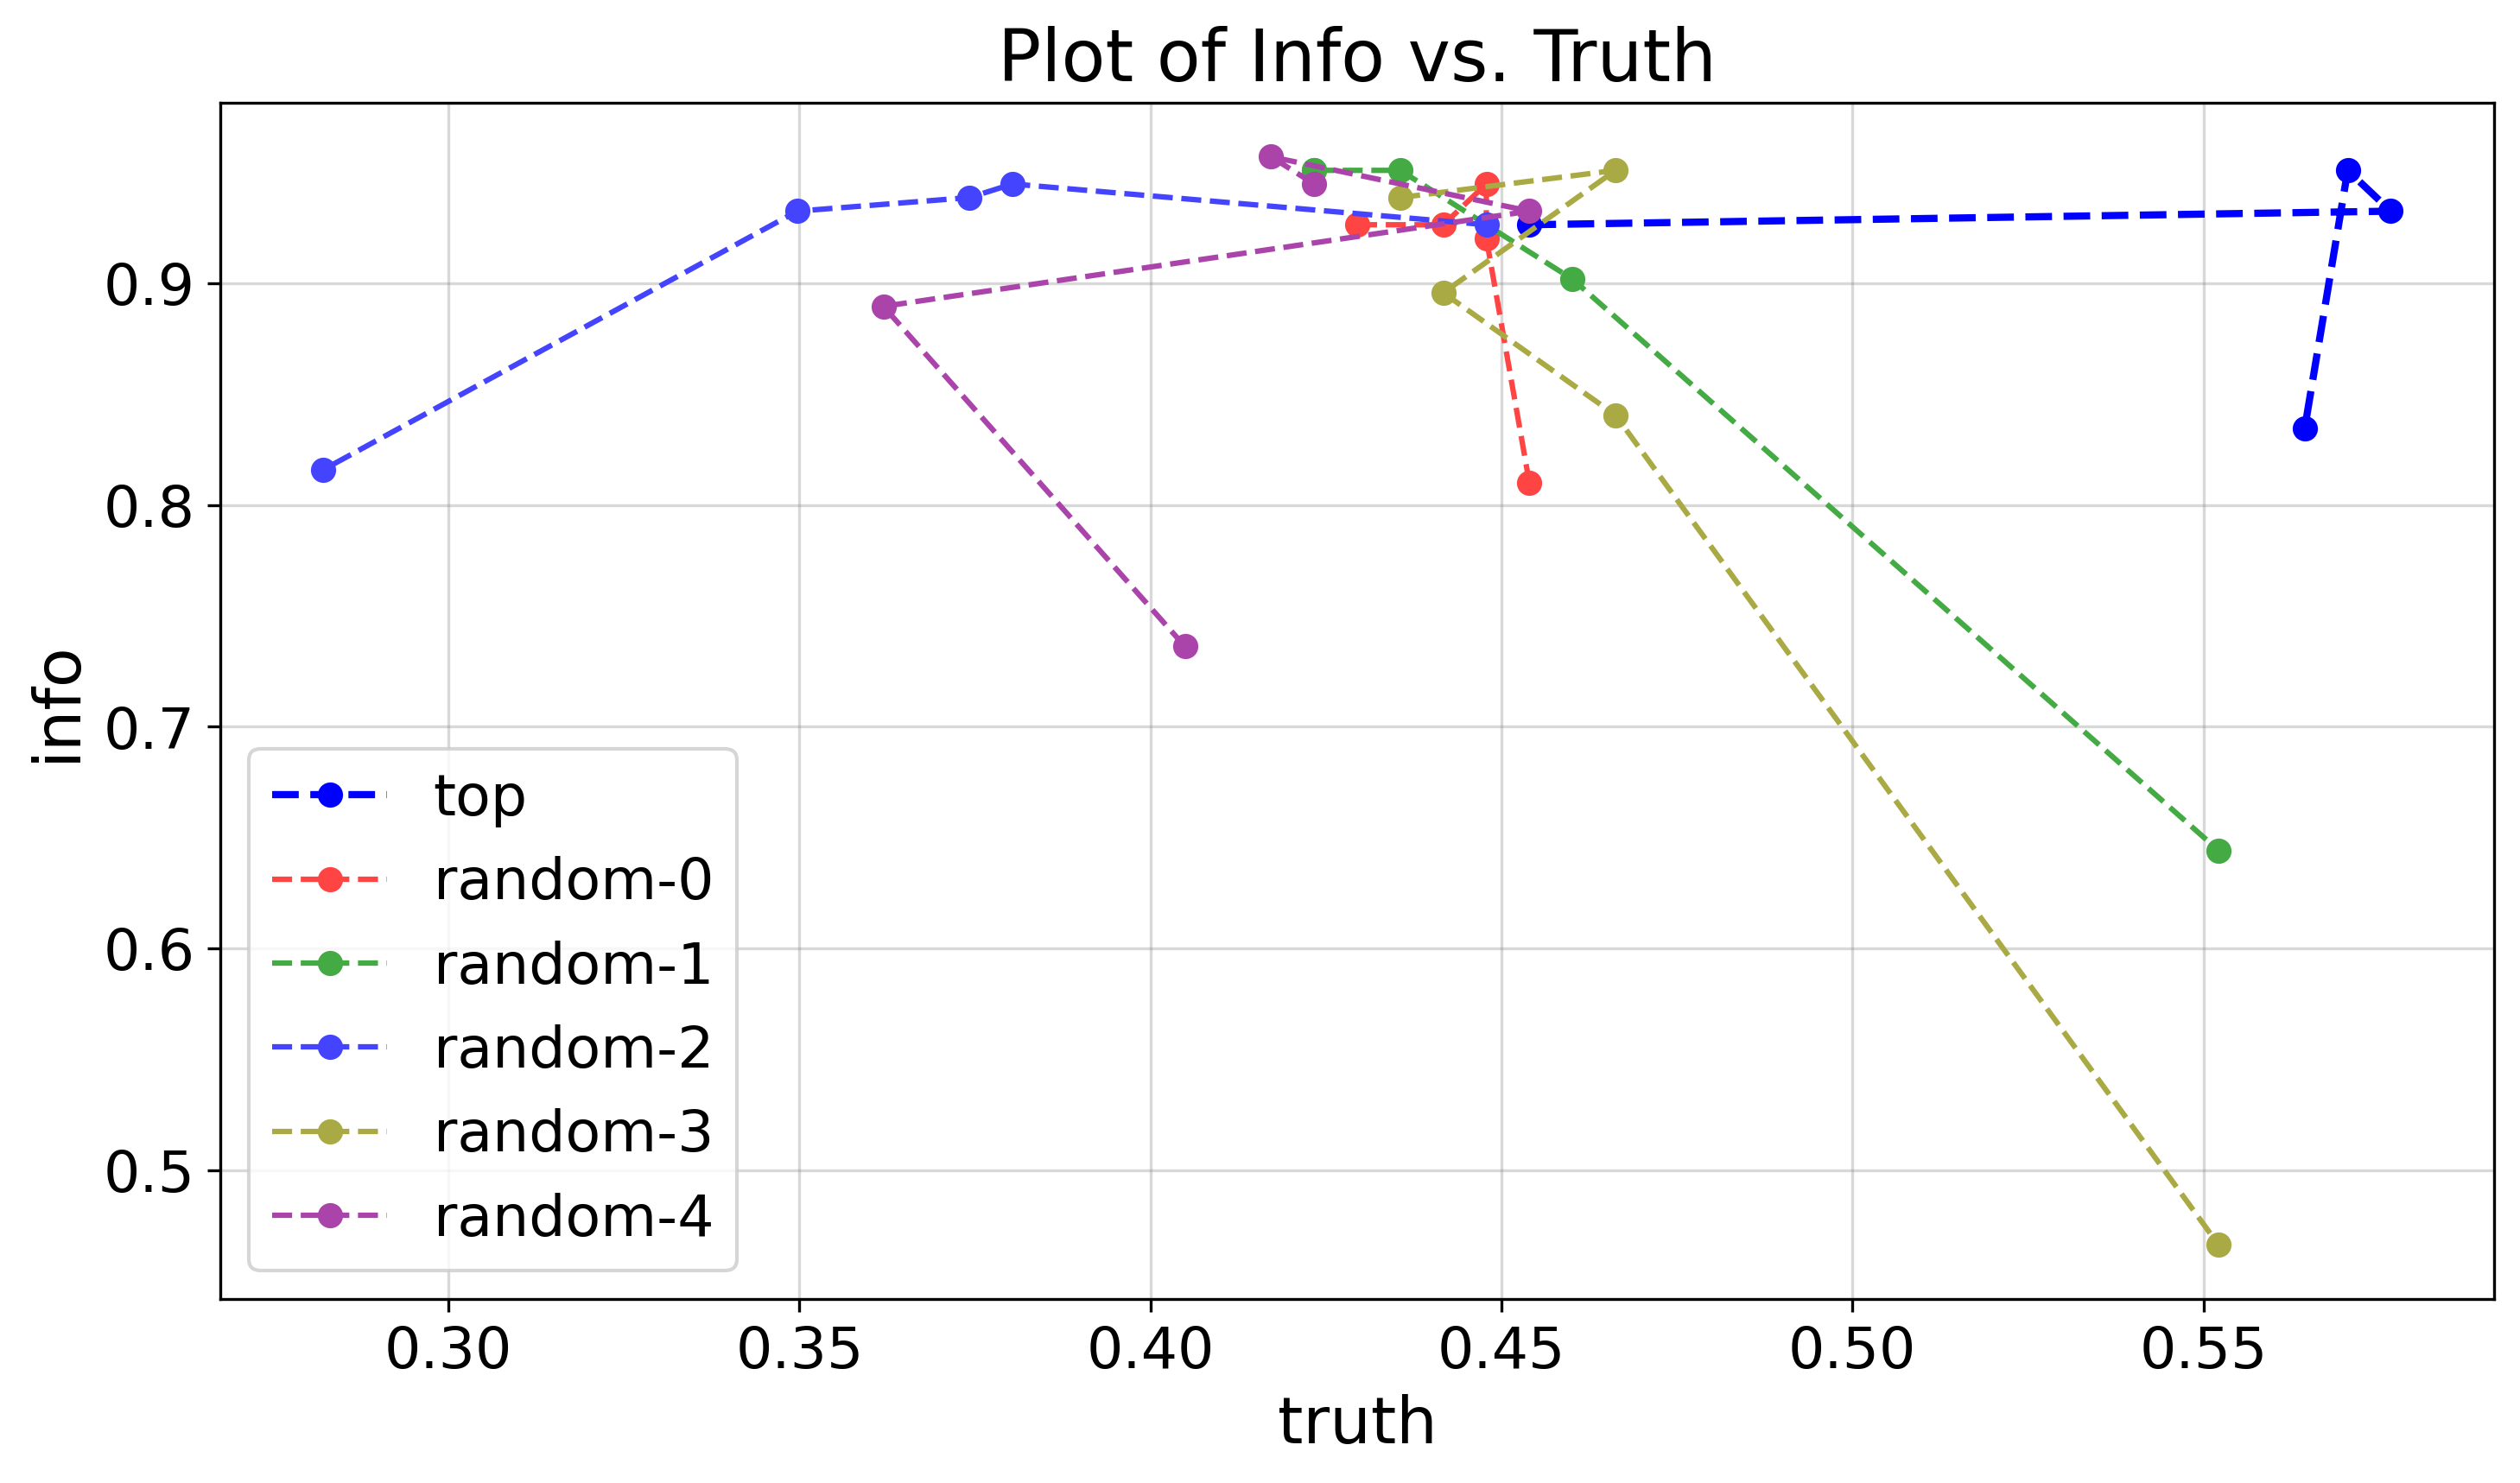 Plot of Info vs. Truth
info
0.9
0.8
0.7
0.6
0.5
top
random-0
random-1
random-2
random-3
random-4
0.30 0.35 0.40 0.45 0.50 0.55
truth